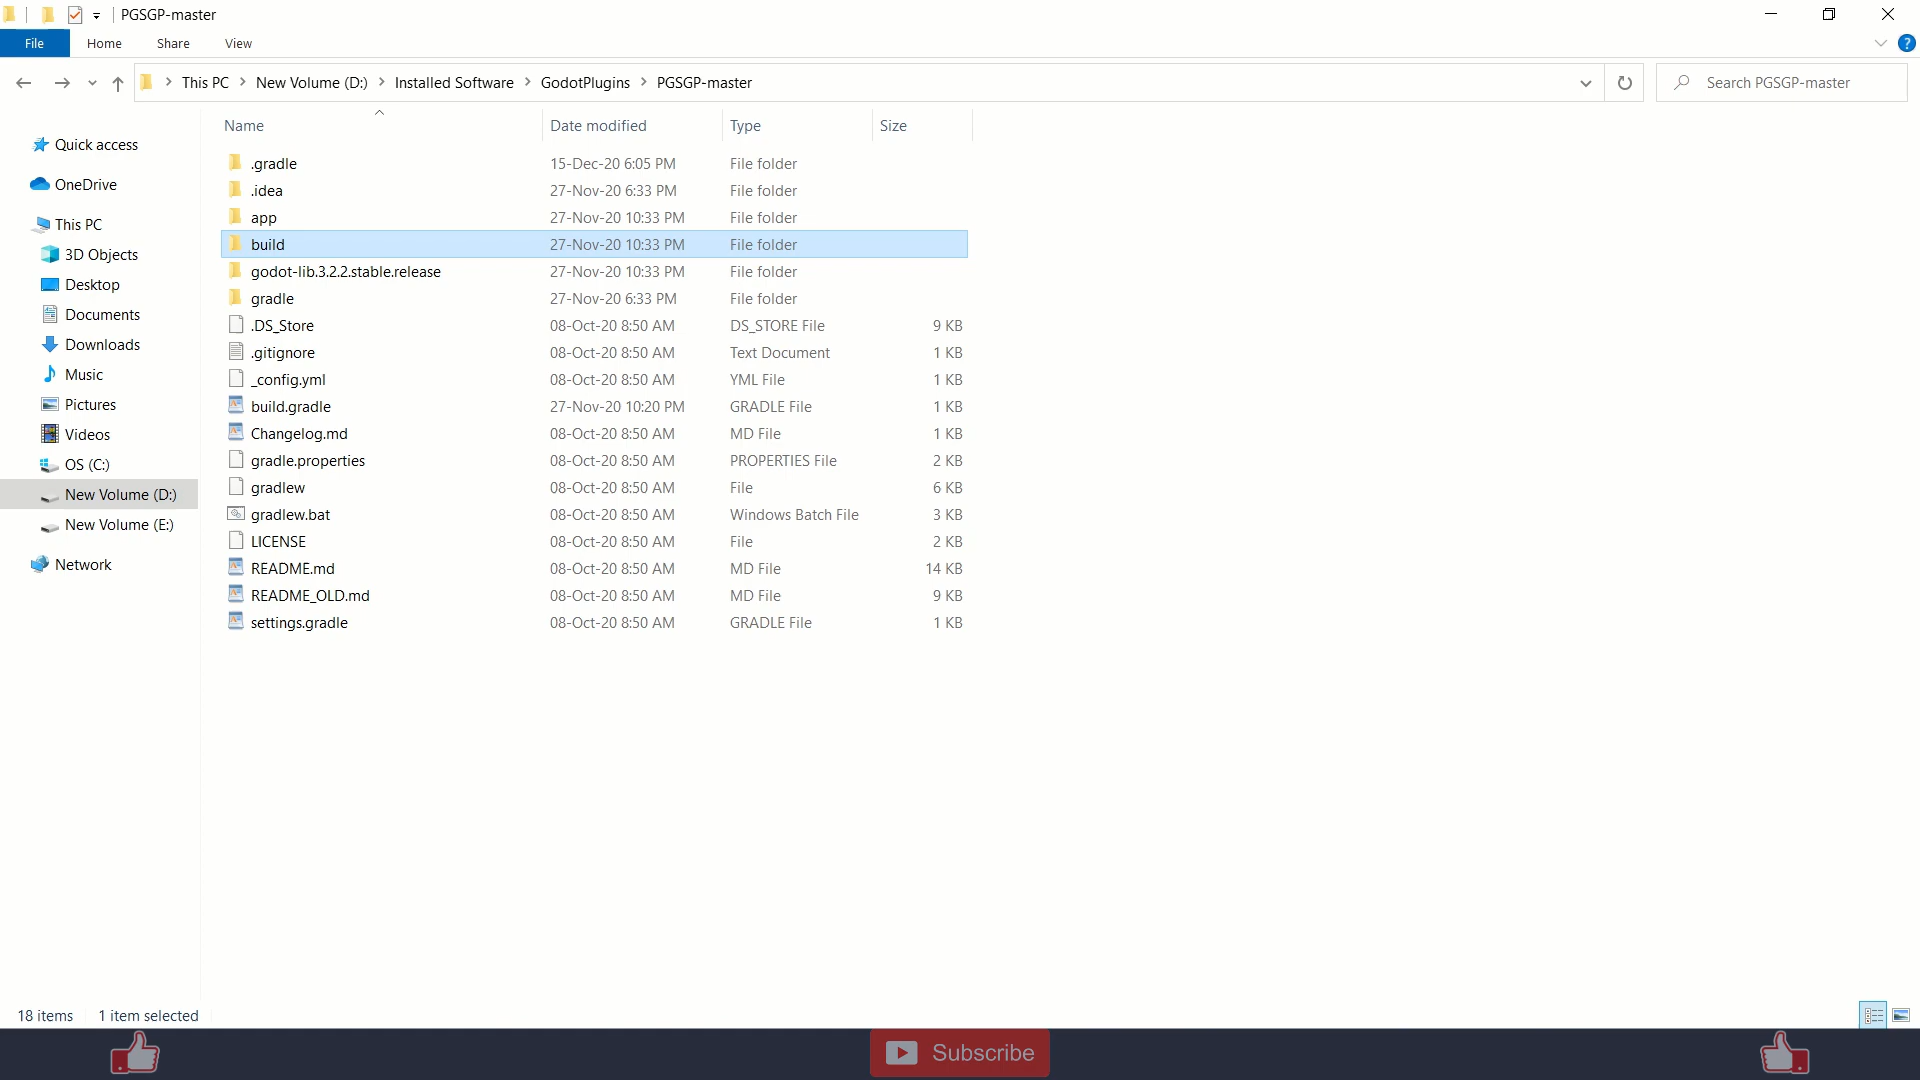 PGSGP-master
File Home Share View
This PC New Volume (D:) Installed Software GodotPlugins PGSGP-master Search PGSGP-master
Name Date modified Type Size
Quick access
OneDrive
This PC
3D Objects
Desktop
Documents
Downloads
Music
Pictures
Videos
OS (C:)
New Volume (D:)
New Volume (E:)
Network
.gradle 15-Dec-20 6:05 PM File folder
.idea 27-Nov-20 6:33 PM File folder
app 27-Nov-20 10:33 PM File folder
build 27-Nov-20 10:33 PM File folder
godot-lib.3.2.2.stable.release 27-Nov-20 10:33 PM File folder
gradle 27-Nov-20 6:33 PM File folder
.DS_Store 08-Oct-20 8:50 AM DS_STORE File 9 KB
.gitignore 08-Oct-20 8:50 AM Text Document 1 KB
_config.yml 08-Oct-20 8:50 AM YML File 1 KB
build.gradle 27-Nov-20 10:20 PM GRADLE File 1 KB
Changelog.md 08-Oct-20 8:50 AM MD File 1 KB
gradle.properties 08-Oct-20 8:50 AM PROPERTIES File 2 KB
gradlew 08-Oct-20 8:50 AM File 6 KB
gradlew.bat 08-Oct-20 8:50 AM Windows Batch File 3 KB
LICENSE 08-Oct-20 8:50 AM File 2 KB
README.md 08-Oct-20 8:50 AM MD File 14 KB
README_OLD.md 08-Oct-20 8:50 AM MD File 9 KB
settings.gradle 08-Oct-20 8:50 AM GRADLE File 1 KB
18 items 1 item selected
Subscribe